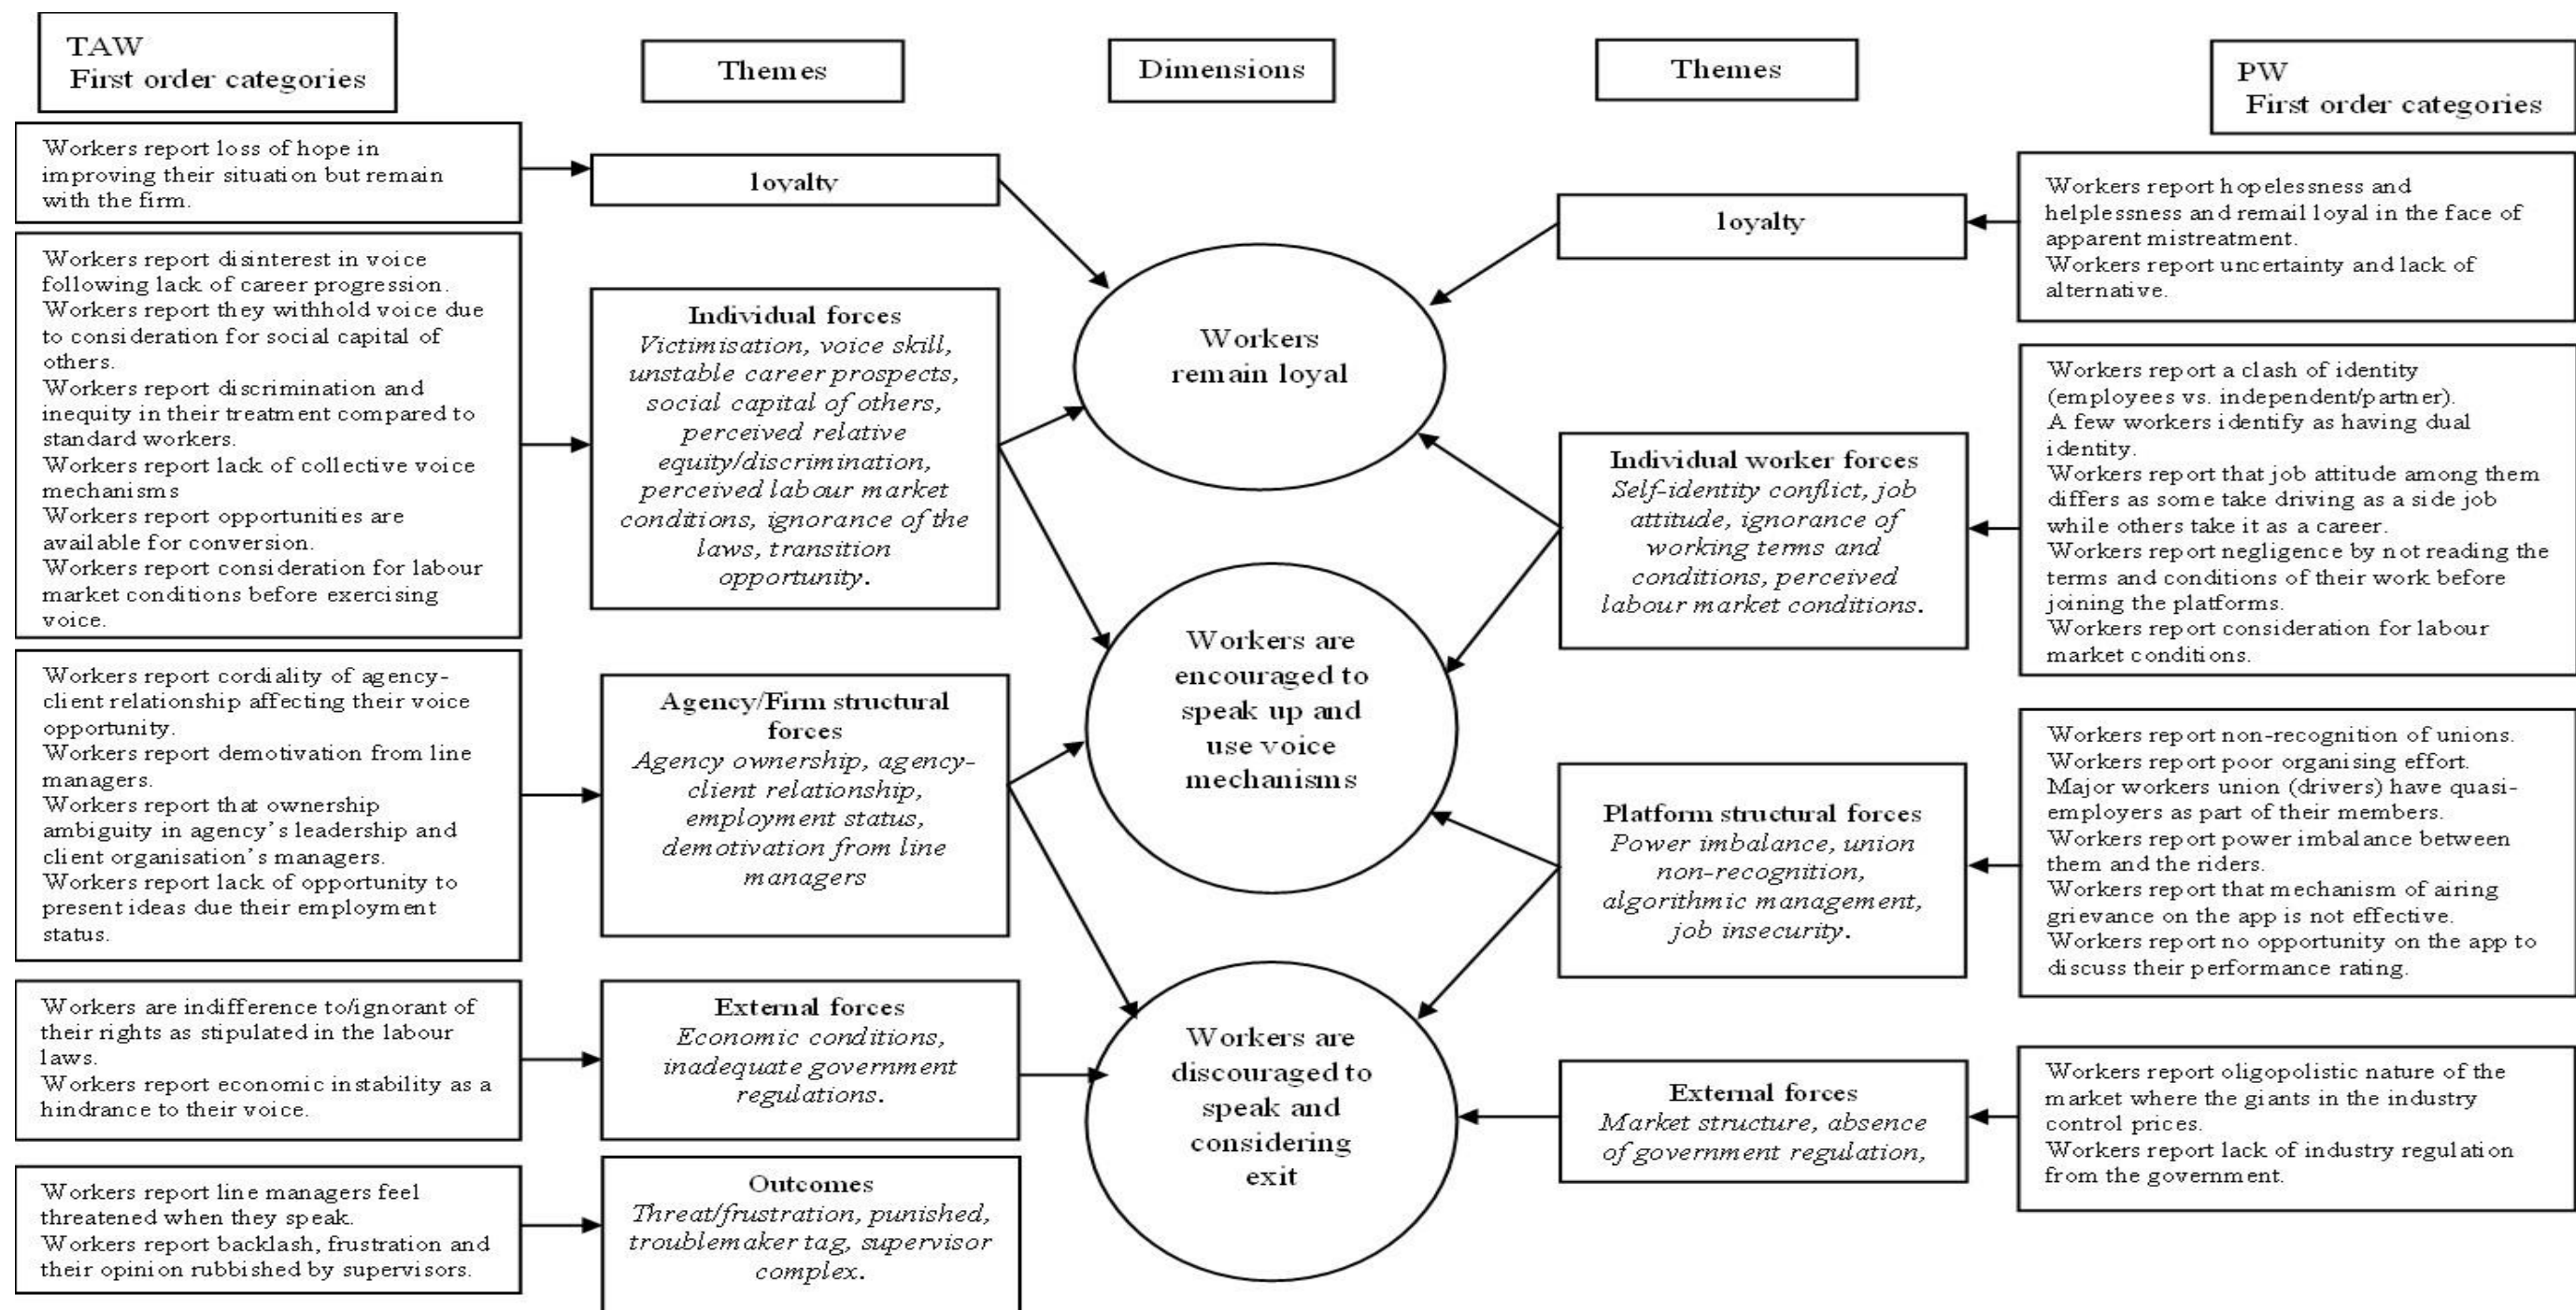 TAW
First order categories
Themes
Dimensions
Themes
PW
First order categories
Workers report loss of hope in
improving their situation but remain
with the firm.
Workers report disinterest in voice
following lack of career progression.
Workers report they withhold voice due
to consideration for social capital of
others.
Workers report discrimination and
inequity in their treatment compared to
standard workers.
Workers report lack of collective voice
mechanisms
Workers report opportunities are
available for conversion.
Workers report consideration for labour
market conditions before exercising
voice.
Workers report cordiality of agency-
client relationship affecting their voice
opportunity.
Workers report demotivation from line
managers.
Workers report that ownership
ambiguity in agency’s leadership and
client organisation’s managers.
Workers report lack of opportunity to
present ideas due their employment
status.
Workers are indifference to/ignorant of
their rights as stipulated in the labour
laws.
Workers report economic instability as a
hindrance to their voice.
Workers report line managers feel
threatened when they speak.
Workers report backlash, frustration and
their opinion rubbished by supervisors.
loyalty
Individual forces
Victimisation, voice skill,
unstable career prospects,
social capital of others,
perceived relative
equity/discrimination,
perceived labour market
conditions, ignorance of the
laws, transition
opportunity.
Agency/Firm structural
forces
Agency ownership, agency-
client relationship,
employment status,
demotivation from line
managers
External forces
Economic conditions,
inadequate government
regulations.
Outcomes
Threat/frustration, punished,
troublemaker tag, supervisor
complex.
Workers
remain loyal
Workers are
encouraged to
speak up and
use voice
mechanisms
Workers are
discouraged to
speak and
considering
exit
loyalty
Individual worker forces
Self-identity conflict, job
attitude, ignorance of
working terms and
conditions, perceived
labour market conditions.
Platform structural forces
Power imbalance, union
non-recognition,
algorithmic management,
job insecurity.
External forces
Market structure, absence
of government regulation,
Workers report hopelessness and
helplessness and remail loyal in the face of
apparent mistreatment.
Workers report uncertainty and lack of
alternative.
Workers report a clash of identity
(employees vs. independent/partner).
A few workers identify as having dual
identity.
Workers report that job attitude among them
differs as some take driving as a side job
while others take it as a career.
Workers report negligence by not reading the
terms and conditions of their work before
joining the platforms.
Workers report consideration for labour
market conditions.
Workers report non-recognition of unions.
Workers report poor organising effort.
Major workers union (drivers) have quasi-
employers as part of their members.
Workers report power imbalance between
them and the riders.
Workers report that mechanism of airing
grievance on the app is not effective.
Workers report no opportunity on the app to
discuss their performance rating.
Workers report oligopolistic nature of the
market where the giants in the industry
control prices.
Workers report lack of industry regulation
from the government.